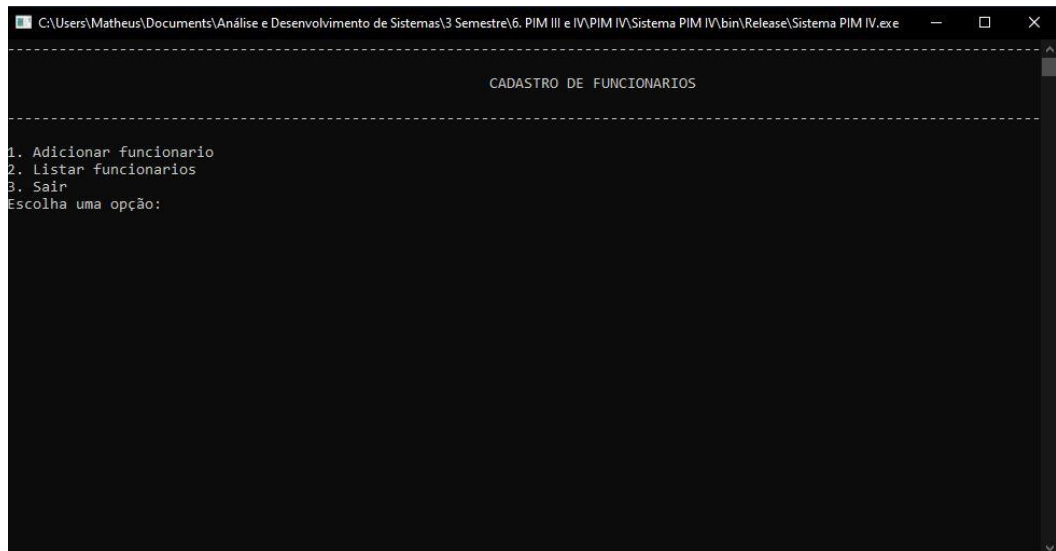 C:\Users\Matheus\Documents\Análise e Desenvolvimento de Sistemas\3 Semestre\6. PIM III e IV\PIM IV\Sistema PIM IV\bin\Release\Sistema PIM IV.exe
CADASTRO DE FUNCIONARIOS
1. Adicionar funcionario
2. Listar funcionarios
3. Sair
Escolha uma opção: